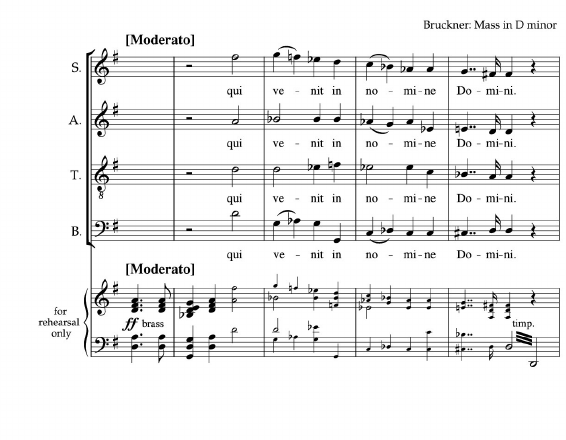 Bruckner: Mass in D minor
[Moderato]
S.
qui ve - nit in no - mi - ne Do - mi - ni.
A.
qui ve - nit in no - mi - ne Do - mi - ni.
T.
8
qui ve - nit in no - mi - ne Do - mi - ni.
B.
qui ve - nit in no - mi - ne Do - mi - ni.
[Moderato]
for
rehearsal
only
ff brass
timp.